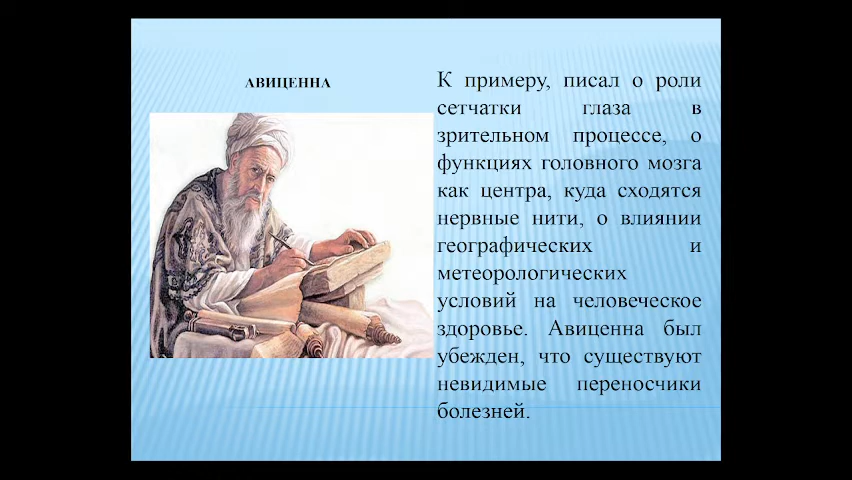 АВИЦЕННА
К примеру, писал о роли
сетчатки глаза в
зрительном процессе, о
функциях головного мозга
как центра, куда сходятся
нервные нити, о влиянии
географических и
метеорологических
условий на человеческое
здоровье. Авиценна был
убежден, что существуют
невидимые переносчики
болезней.